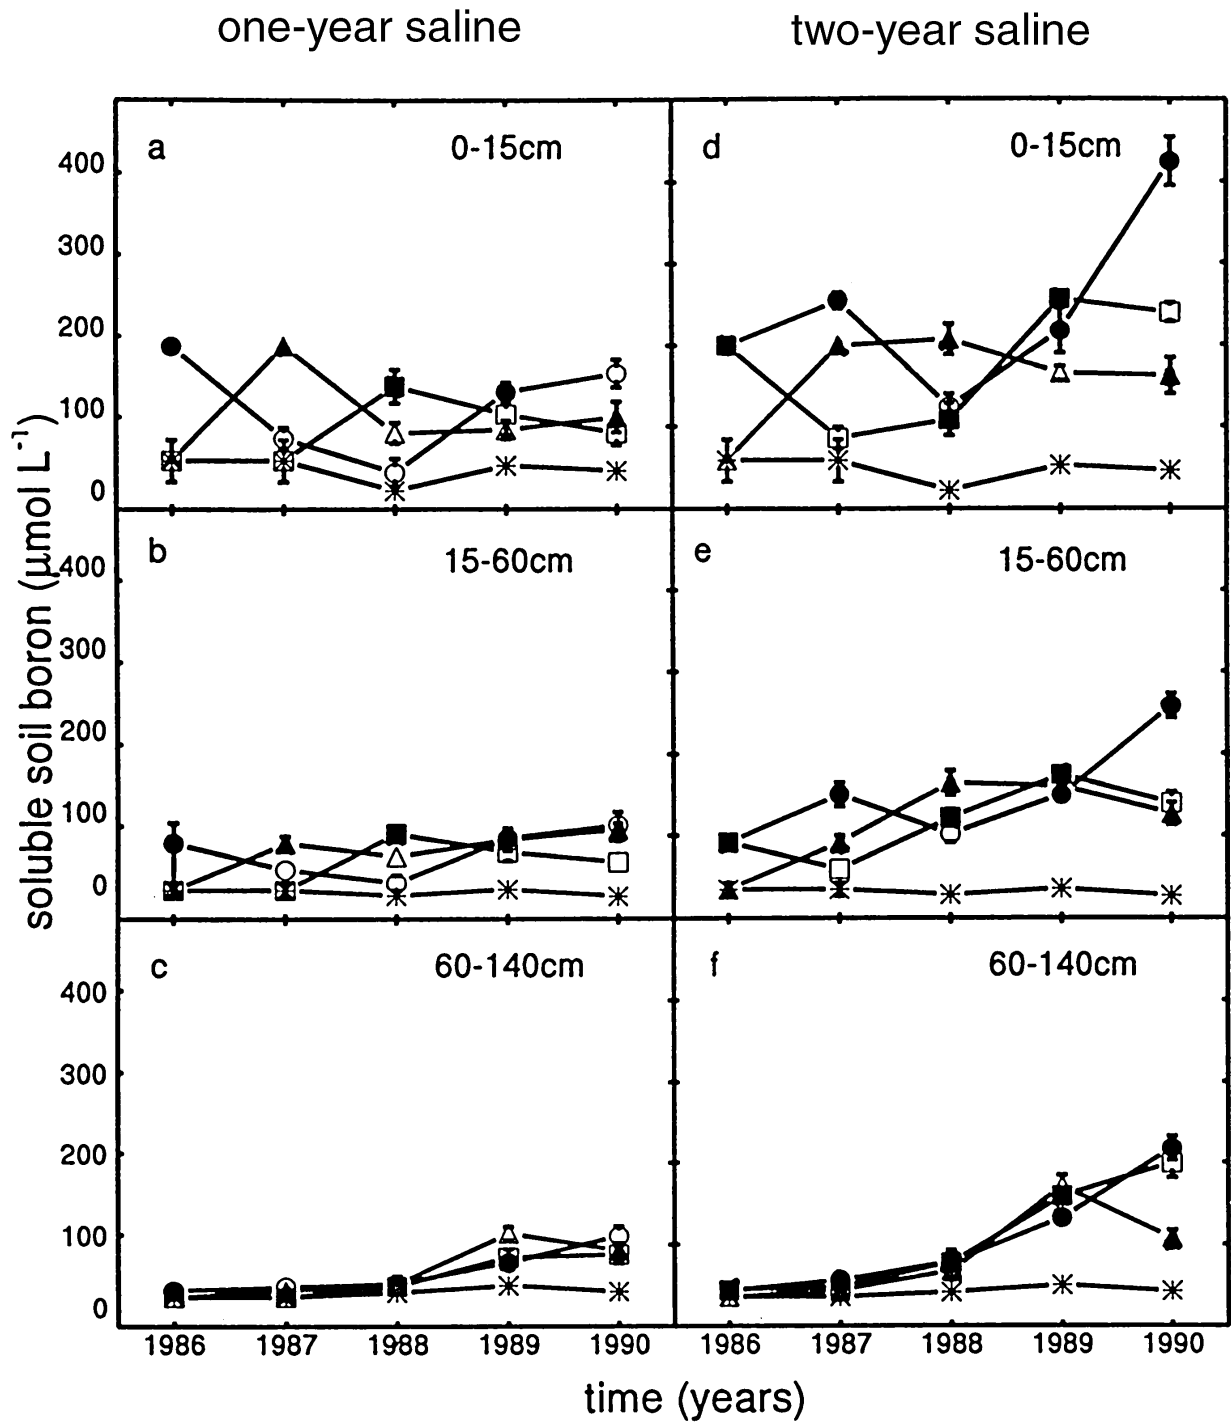 one-year saline
two-year saline
a
0-15cm
d
0-15cm
400
300
200
100
0
b
15-60cm
e
15-60cm
400
300
200
100
0
c
60-140cm
f
60-140cm
400
300
200
100
0
soluble soil boron (µmol L⁻¹)
1986 1987 1988 1989 1990 1986 1987 1988 1989 1990
time (years)